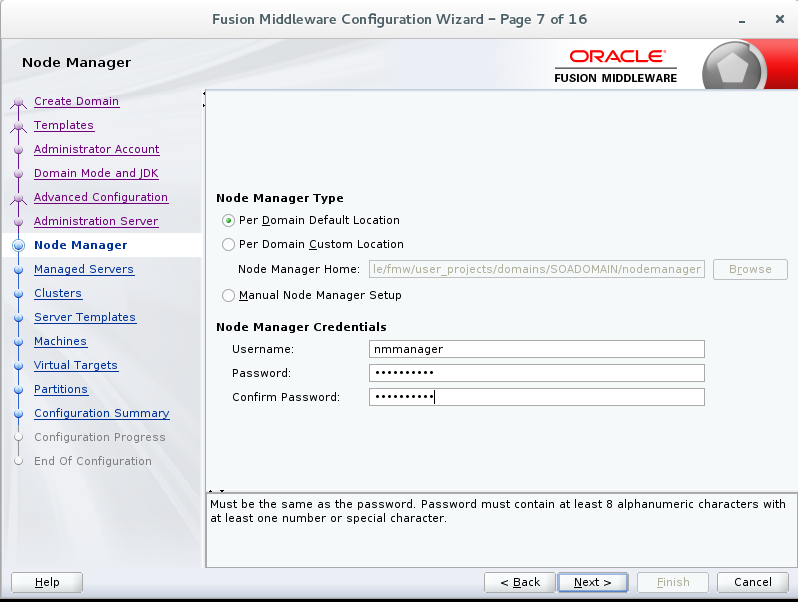 Fusion Middleware Configuration Wizard – Page 7 of 16
Node Manager
ORACLE
FUSION MIDDLEWARE
Create Domain
Templates
Administrator Account
Domain Mode and JDK
Advanced Configuration
Administration Server
Node Manager
Managed Servers
Clusters
Server Templates
Machines
Virtual Targets
Partitions
Configuration Summary
Configuration Progress
End Of Configuration
Node Manager Type
Per Domain Default Location
Per Domain Custom Location
Node Manager Home: le/fmw/user_projects/domains/SOADOMAIN/nodemanager Browse
Manual Node Manager Setup
Node Manager Credentials
Username: nmmanager
Password: ••••••••••
Confirm Password: ••••••••••
Must be the same as the password. Password must contain at least 8 alphanumeric characters with
at least one number or special character.
Help < Back Next > Finish Cancel